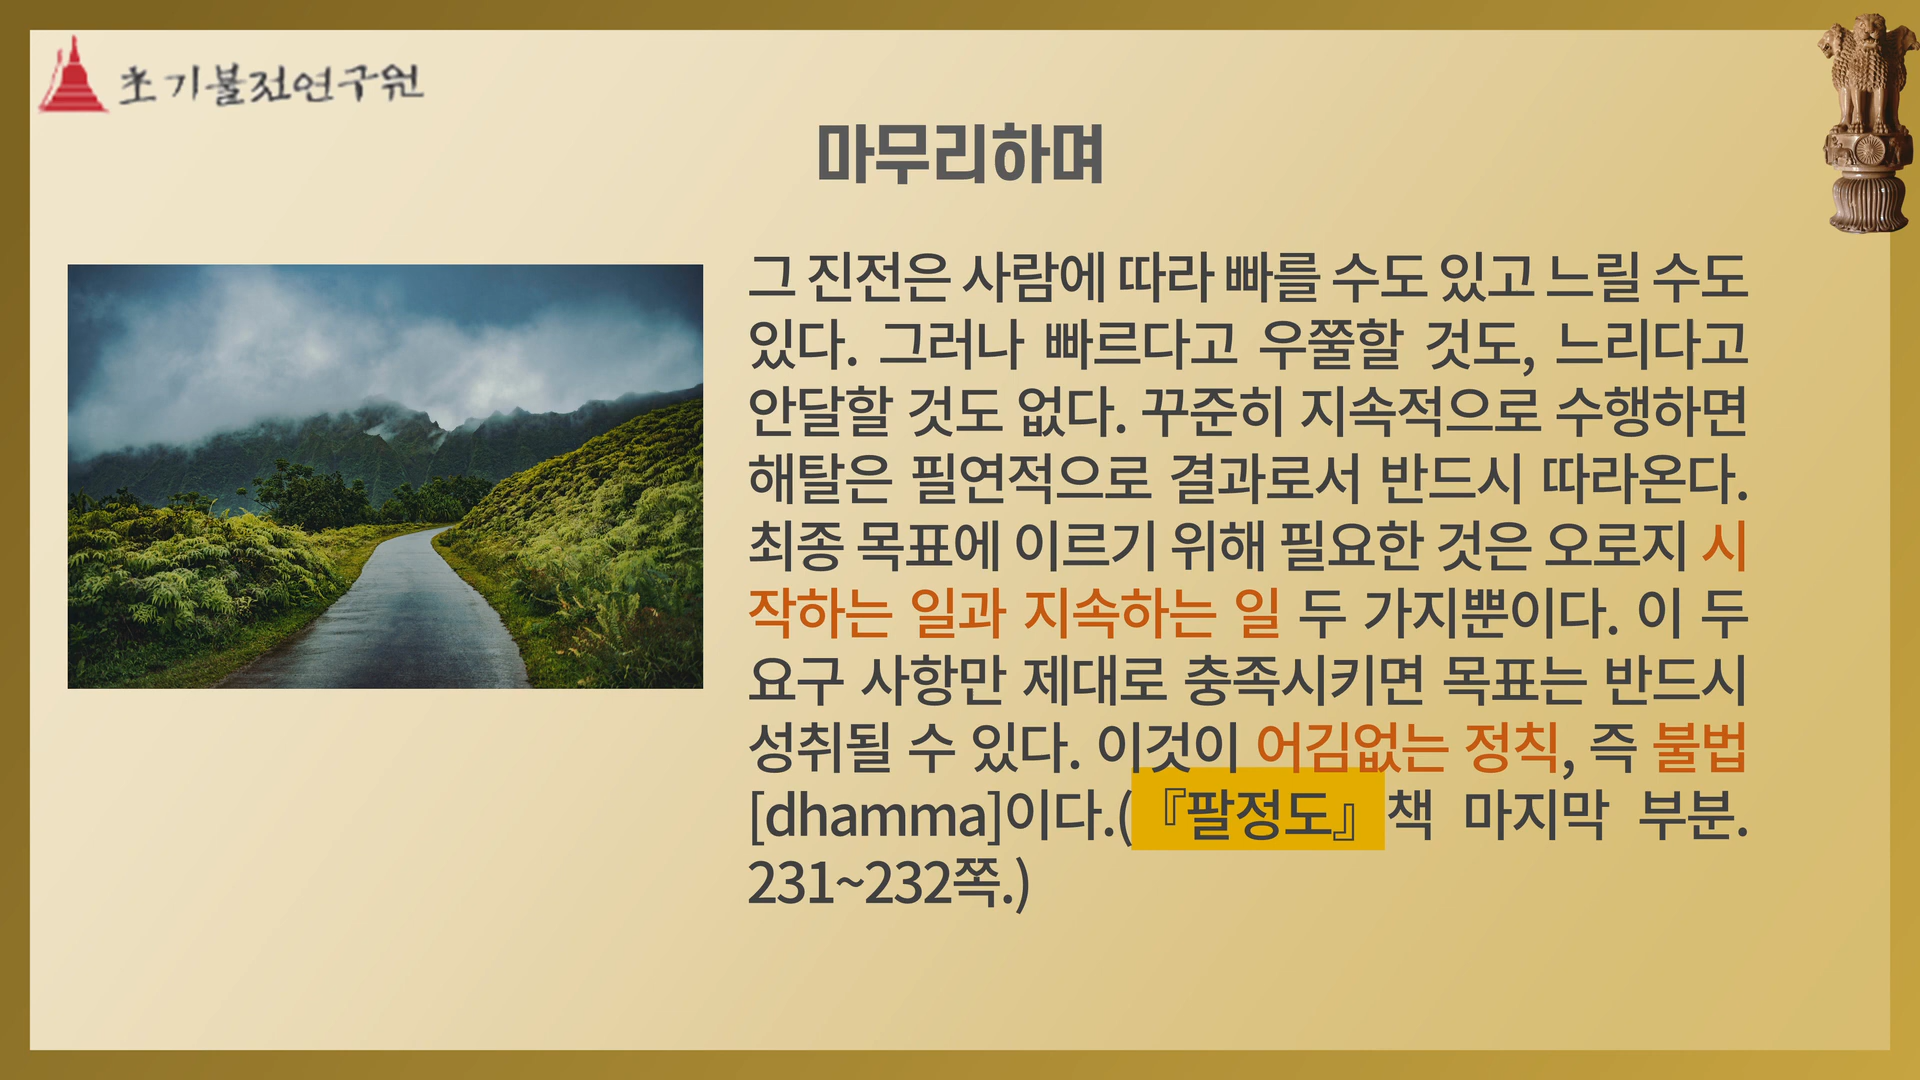 초기불전연구원
마무리하며
그 진전은 사람에 따라 빠를 수도 있고 느릴 수도
있다. 그러나 빠르다고 우쭐할 것도, 느리다고
안달할 것도 없다. 꾸준히 지속적으로 수행하면
해탈은 필연적으로 결과로서 반드시 따라온다.
최종 목표에 이르기 위해 필요한 것은 오로지 시
작하는 일과 지속하는 일 두 가지뿐이다. 이 두
요구 사항만 제대로 충족시키면 목표는 반드시
성취될 수 있다. 이것이 어김없는 정칙, 즉 불법
[dhamma]이다.(『팔정도』 책 마지막 부분.
231~232쪽.)